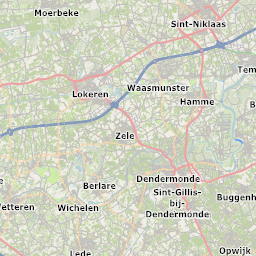 Moerbeke
Sint-Niklaas
Tem
Waasmunster
Lokeren
Hamme
B
Zele
Dendermonde
Berlare
Sint-Gillis-
bij-
Dendermonde
Buggenh
Wetteren
Wichelen
Lede
Opwijk